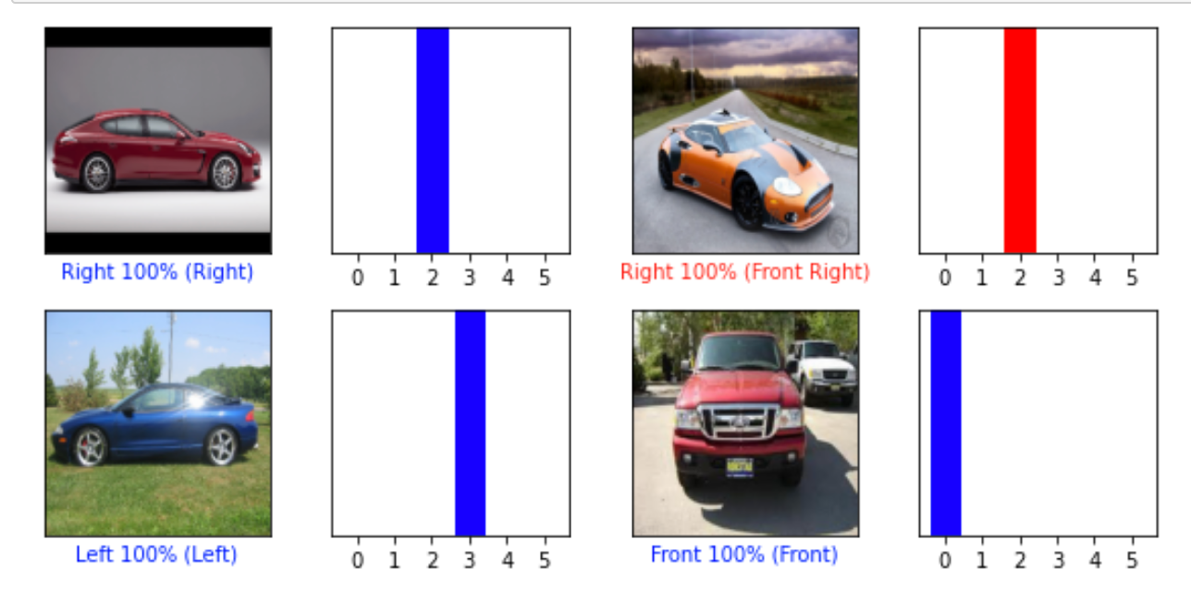 Right 100% (Right)
0 1 2 3 4 5
Right 100% (Front Right)
0 1 2 3 4 5
Left 100% (Left)
0 1 2 3 4 5
Front 100% (Front)
0 1 2 3 4 5